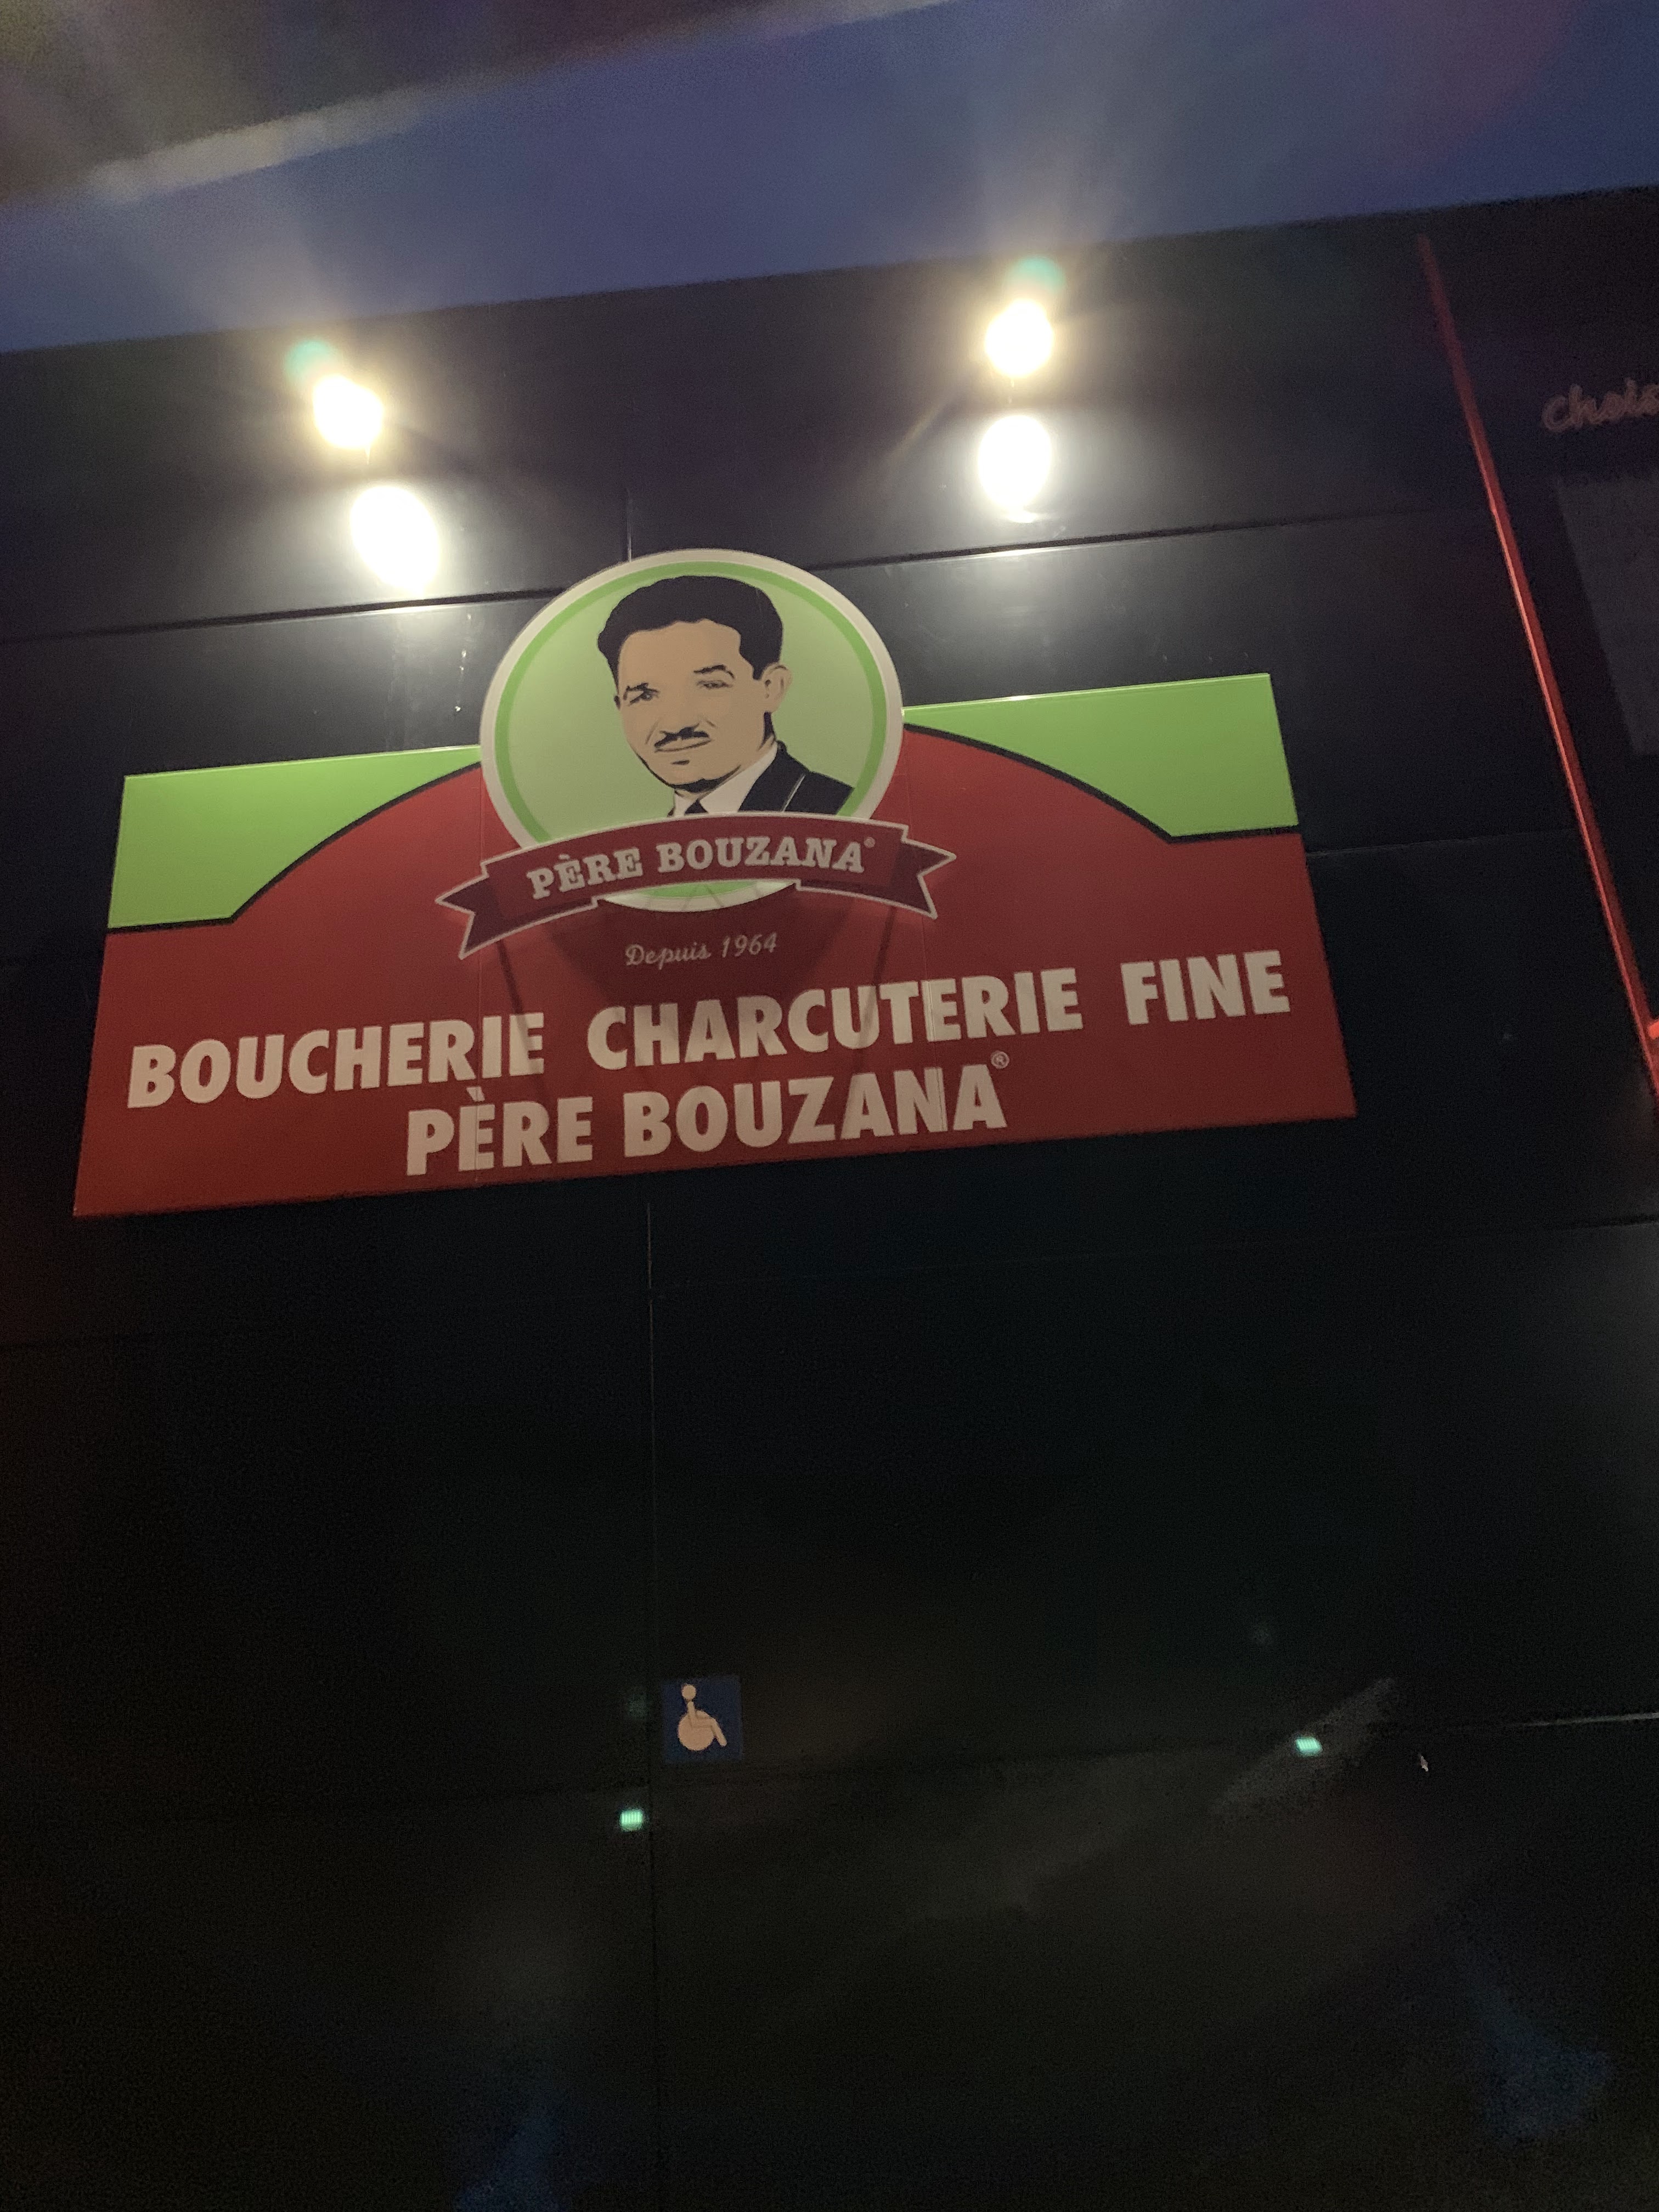 PÈRE BOUZANA®
Depuis 1964
BOUCHERIE CHARCUTERIE FINE
PÈRE BOUZANA®